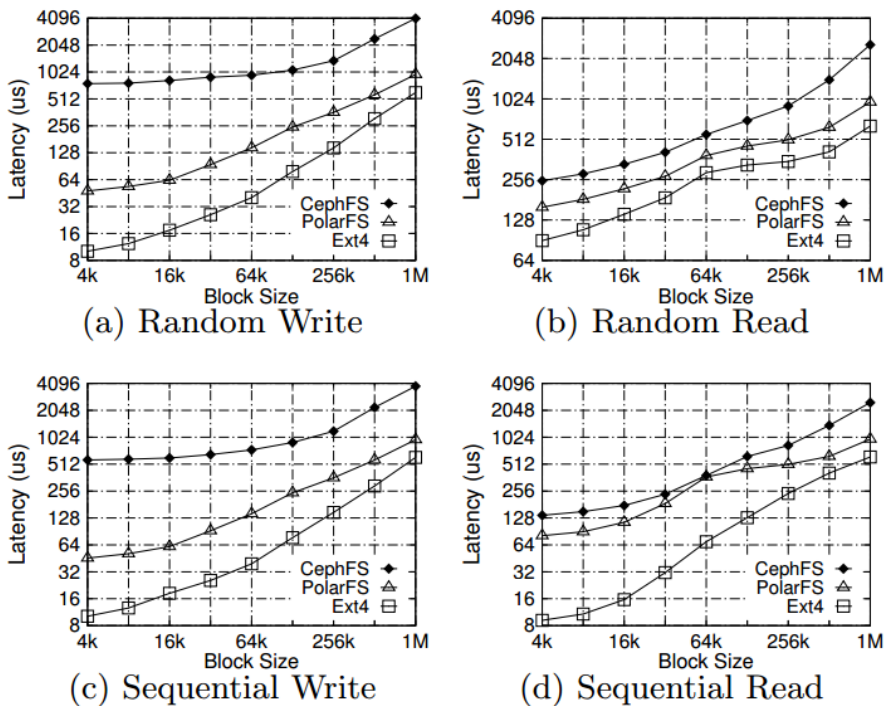 4096
2048
1024
512
256
128
64
32
16
8
Latency (us)
CephFS
PolarFS
Ext4
4k 16k 64k 256k 1M
Block Size
(a) Random Write
4096
2048
1024
512
256
128
64
Latency (us)
CephFS
PolarFS
Ext4
4k 16k 64k 256k 1M
Block Size
(b) Random Read
4096
2048
1024
512
256
128
64
32
16
8
Latency (us)
CephFS
PolarFS
Ext4
4k 16k 64k 256k 1M
Block Size
(c) Sequential Write
4096
2048
1024
512
256
128
64
32
16
8
Latency (us)
CephFS
PolarFS
Ext4
4k 16k 64k 256k 1M
Block Size
(d) Sequential Read